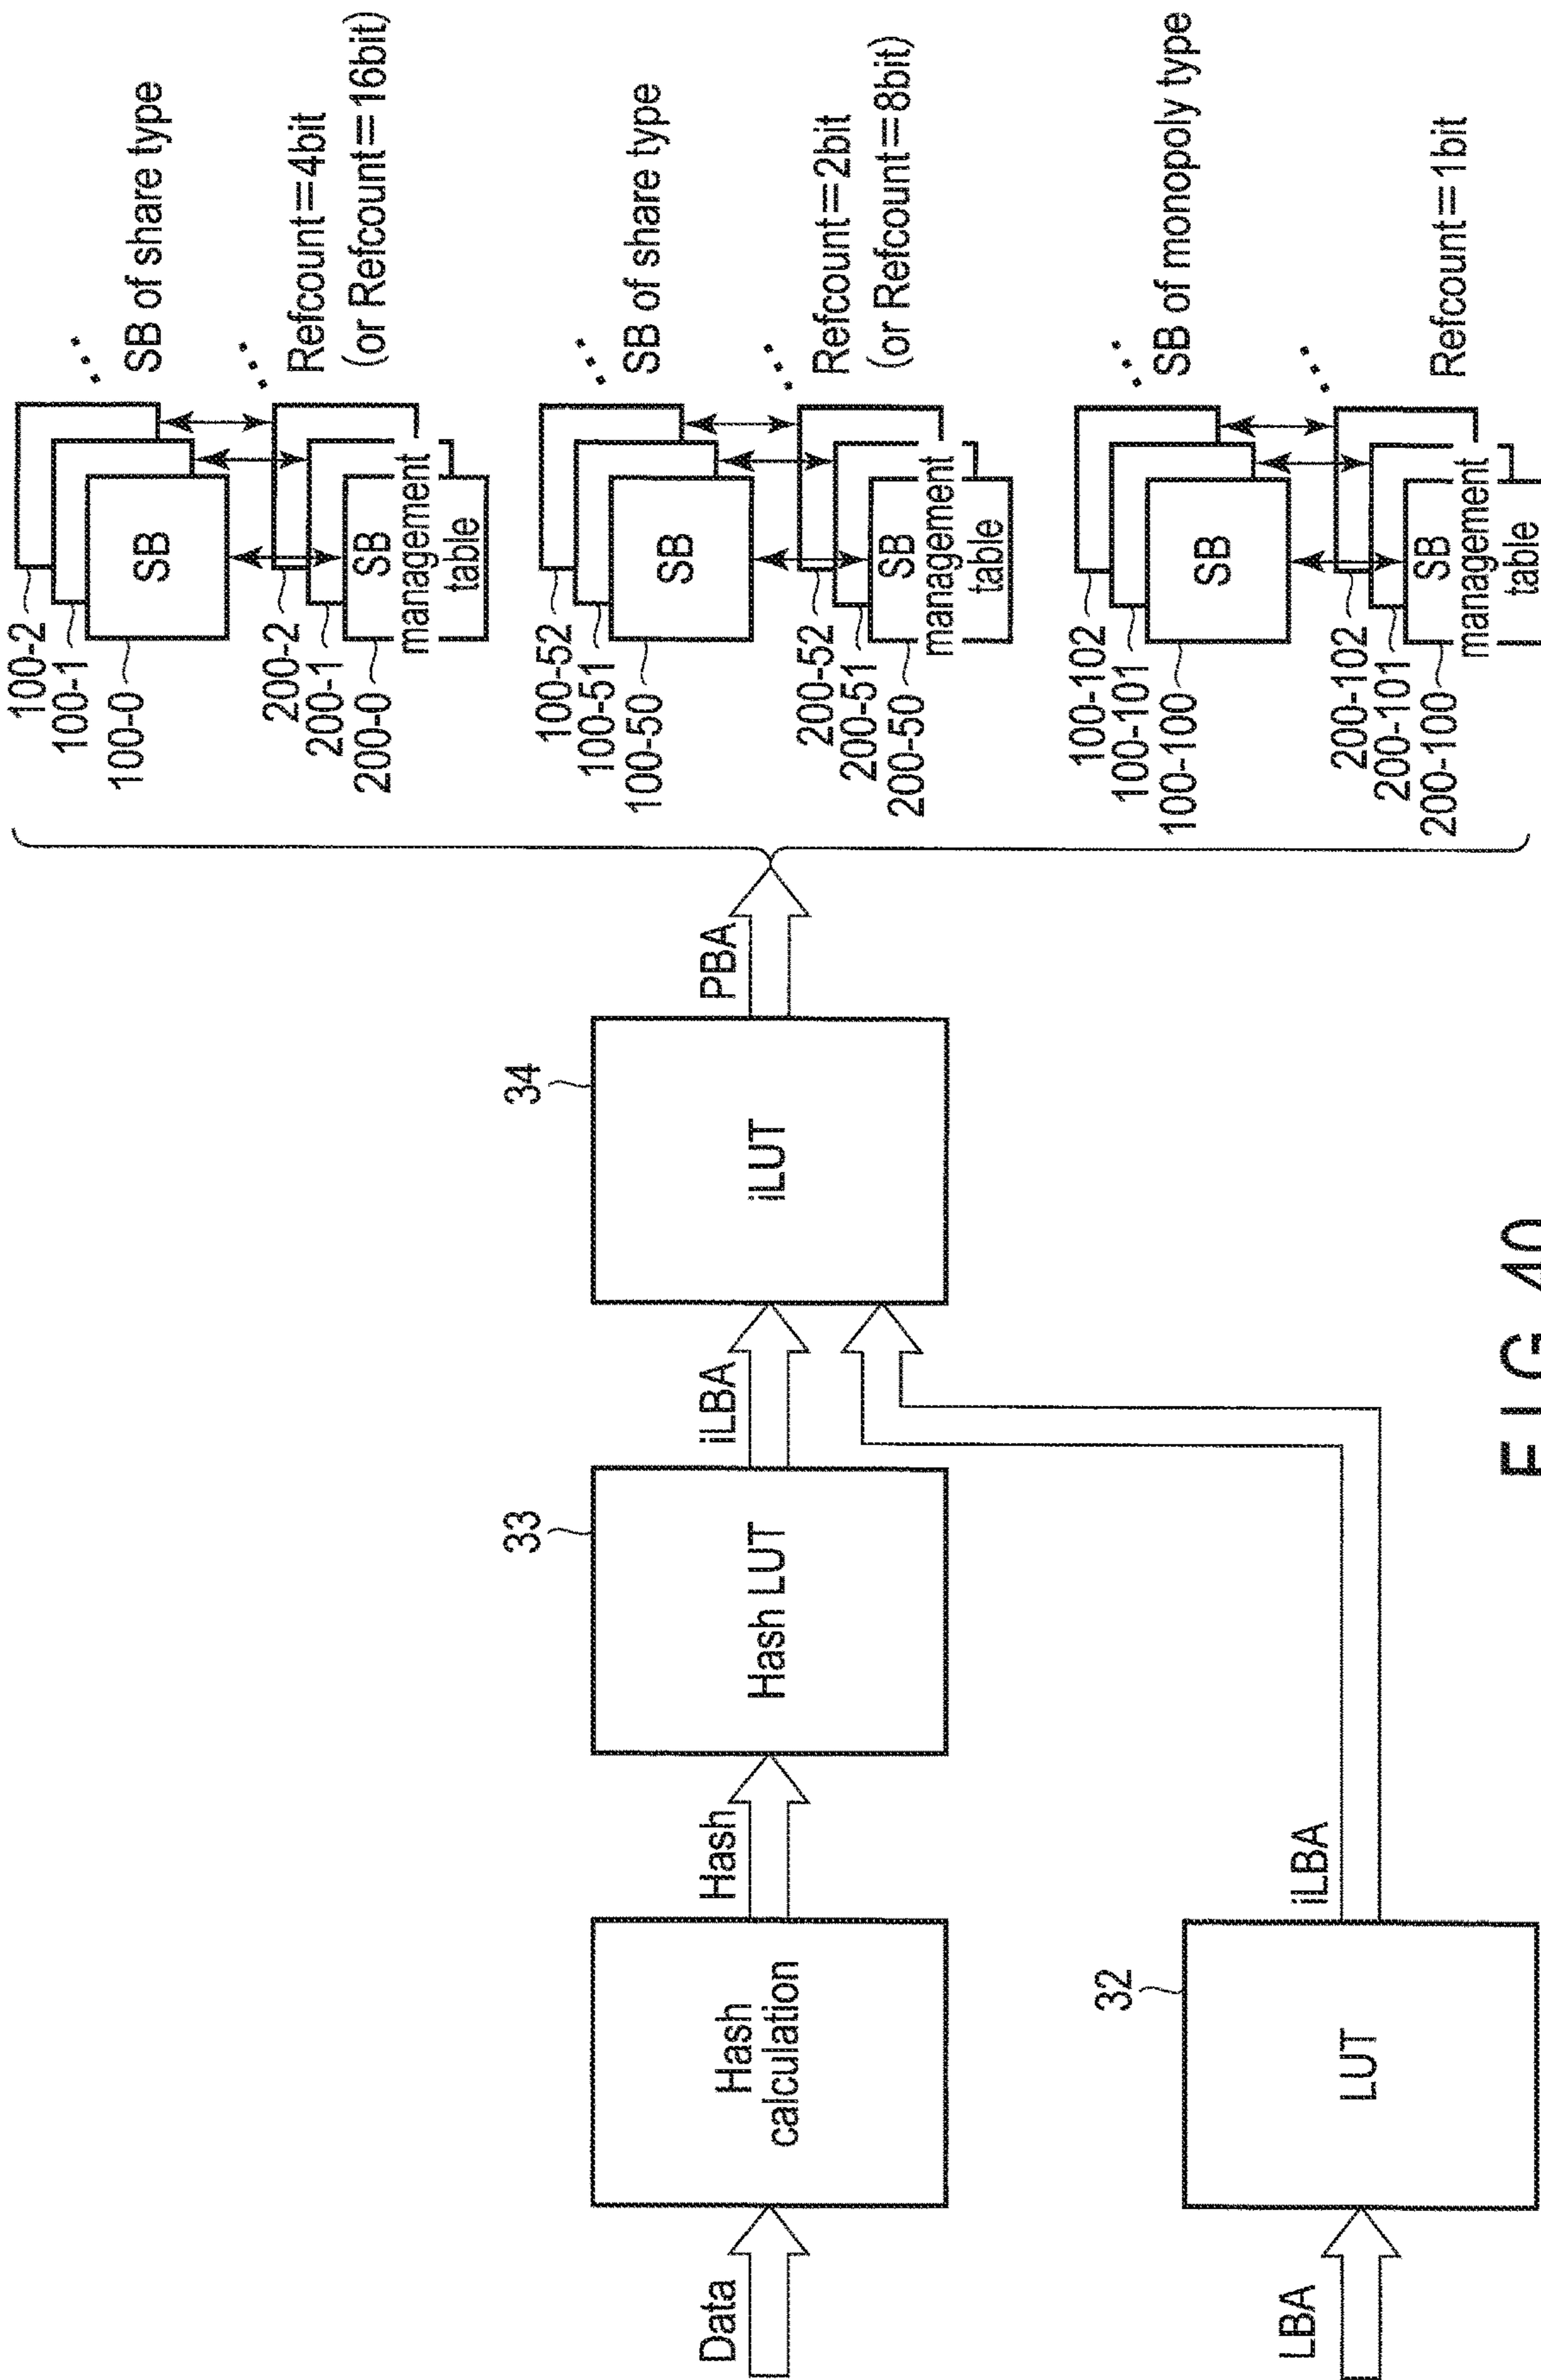 Data
Hash
calculation
Hash
33
Hash LUT
iLBA
34
iLUT
PBA
LBA
32
LUT
iLBA
100-2
100-1
100-0
SB
SB of share type
200-2
200-1
200-0
SB
management
table
Refcount=4bit
(or Refcount=16bit)
100-52
100-51
100-50
SB
SB of share type
200-52
200-51
200-50
SB
management
table
Refcount=2bit
(or Refcount=8bit)
100-102
100-101
100-100
SB
SB of monopoly type
200-102
200-101
200-100
SB
management
table
Refcount=1bit
FIG. 40